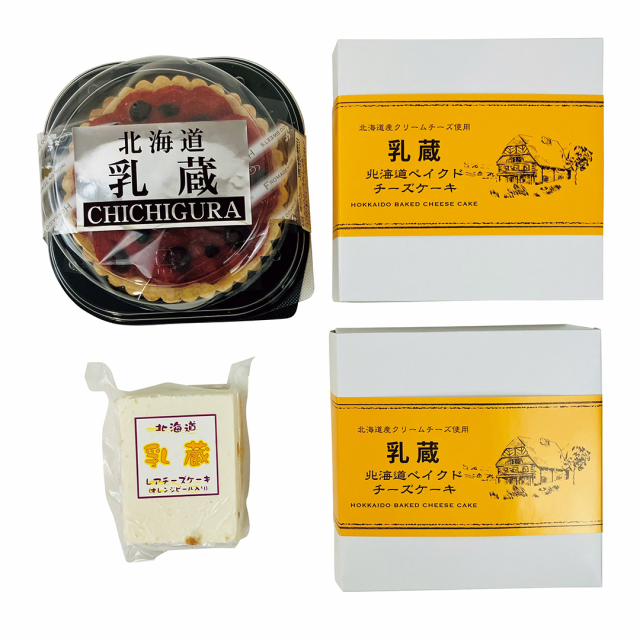 北海道
乳蔵
CHICHIGURA
北海道産クリームチーズ使用
乳蔵
北海道ベイクド
チーズケーキ
HOKKAIDO BAKED CHEESE CAKE
北海道
乳蔵
レアチーズケーキ
(オレンジピール入り)
北海道産クリームチーズ使用
乳蔵
北海道ベイクド
チーズケーキ
HOKKAIDO BAKED CHEESE CAKE